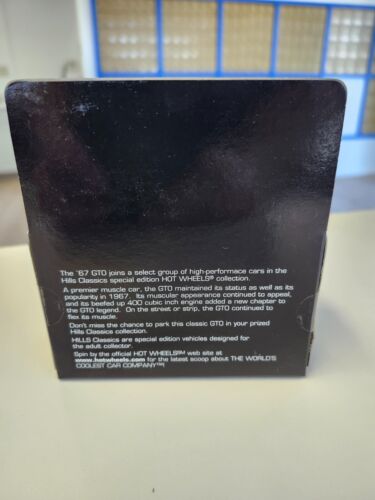 The '67 GTO joins a select group of high-performace cars in the
Hills Classics special edition HOT WHEELS® collection.
A premier muscle car, the GTO maintained its status as well as its
popularity in 1967. Its muscular appearance continued to appeal,
and its beefed up 400 cubic inch engine added a new chapter to
the GTO legend. On the street or strip, the GTO continued to
flex its muscle.
Don't miss the chance to park this classic GTO in your prized
Hills Classics collection.
HILLS Classics are special edition vehicles designed for
the adult collector.
Spin by the official HOT WHEELS® web site at
www.hotwheels.com for the latest scoop about THE WORLD'S
COOLEST CAR COMPANY™!